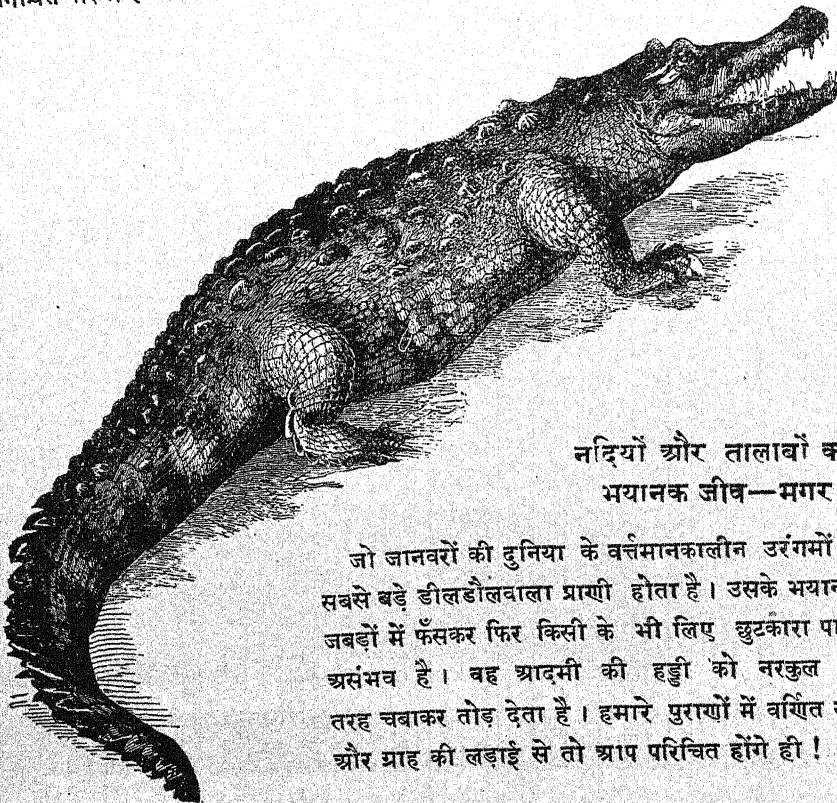 नदियों और तालाबों
भयानक जीव—मगर
जो जानवरों की दुनिया के वर्त्तमानकालीन उरंगमों
सबसे बड़े डीलडौलवाला प्राणी होता है। उसके
जबड़ों में फँसकर फिर किसी के भी लिए छुटकारा
असंभव है। वह आदमी की हड्डी को नरकुल
तरह चबाकर तोड़ देता है। हमारे पुराणों में वर्णित
और ग्राह की लड़ाई से तो आप परिचित होंगे ही!